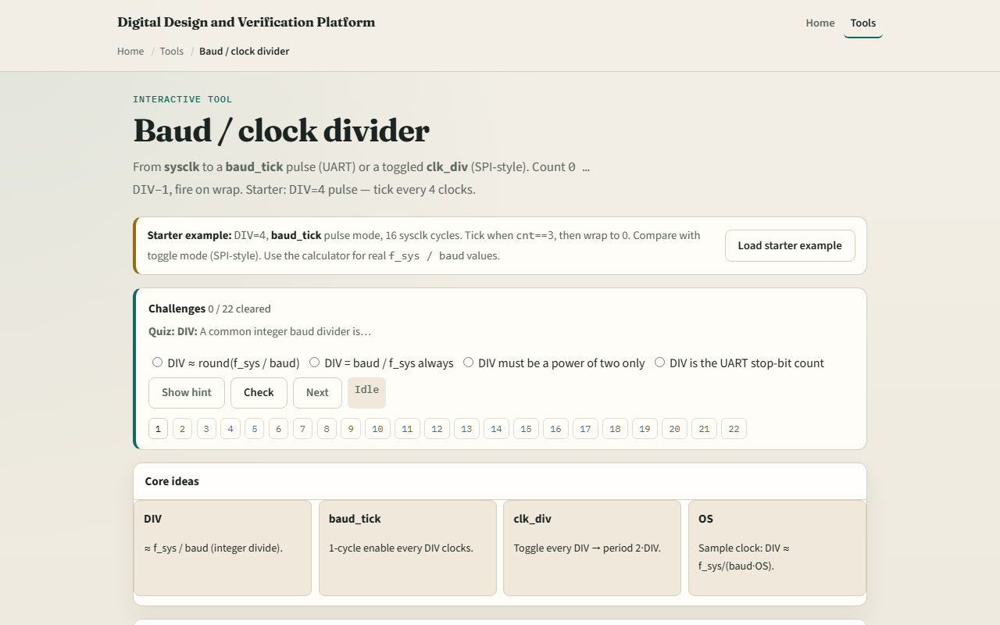 Digital Design and Verification Platform
Home
Tools
Home / Tools / Baud / clock divider
INTERACTIVE TOOL
Baud / clock divider
From sysclk to a baud_tick pulse (UART) or a toggled clk_div (SPI-style). Count 0 …
DIV−1, fire on wrap. Starter: DIV=4 pulse — tick every 4 clocks.
Starter example: DIV=4, baud_tick pulse mode, 16 sysclk cycles. Tick when cnt==3, then wrap to 0. Compare with
toggle mode (SPI-style). Use the calculator for real f_sys / baud values.
Load starter example
Challenges 0 / 22 cleared
Quiz: DIV: A common integer baud divider is…
DIV ≈ round(f_sys / baud) DIV = baud / f_sys always DIV must be a power of two only DIV is the UART stop-bit count
Show hint Check Next Idle
1 2 3 4 5 6 7 8 9 10 11 12 13 14 15 16 17 18 19 20 21 22
Core ideas
DIV
≈ f_sys / baud (integer divide).
baud_tick
1-cycle enable every DIV clocks.
clk_div
Toggle every DIV → period 2·DIV.
OS
Sample clock: DIV ≈
f_sys/(baud·OS).